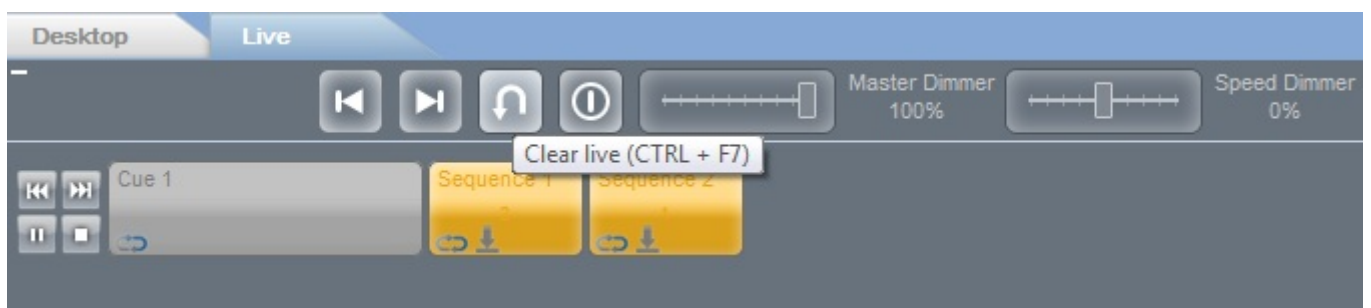 Desktop
Live
Master Dimmer
100%
Speed Dimmer
0%
Clear live (CTRL + F7)
Cue 1
Sequence 1
Sequence 2